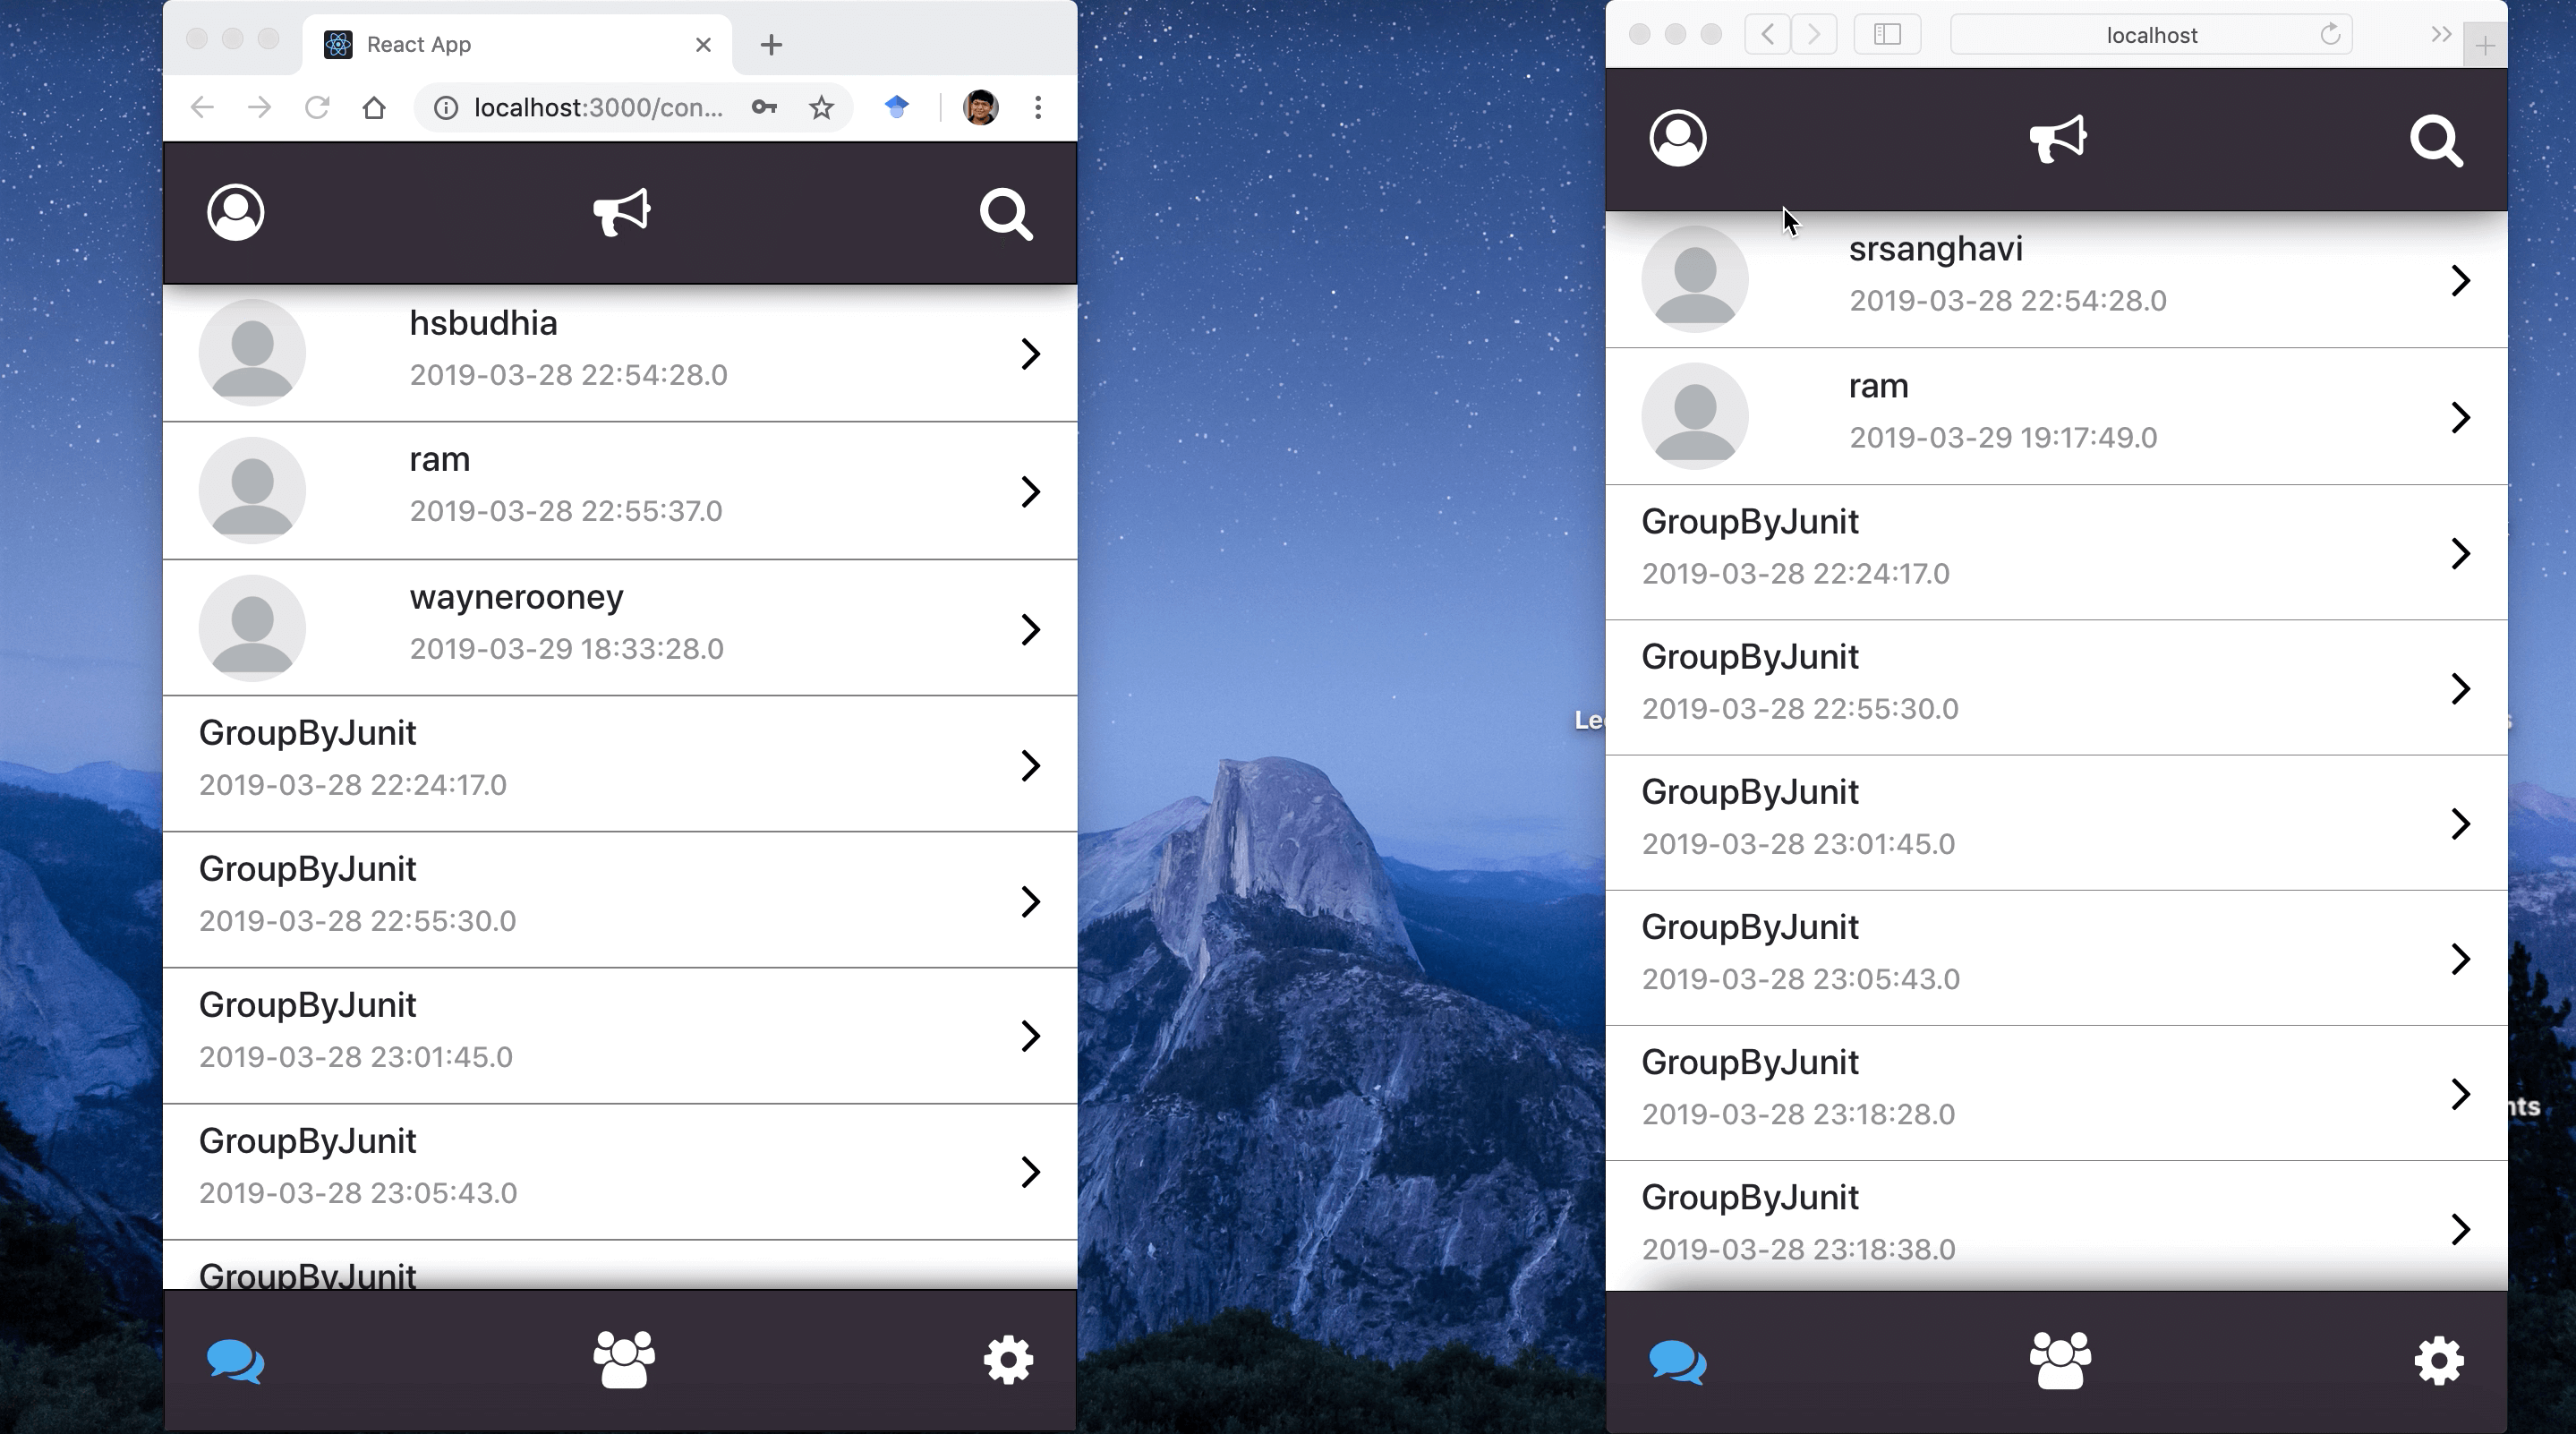 React App
localhost:3000/con...
hsbudhia
2019-03-28 22:54:28.0
ram
2019-03-28 22:55:37.0
waynerooney
2019-03-29 18:33:28.0
GroupByJunit
2019-03-28 22:24:17.0
GroupByJunit
2019-03-28 22:55:30.0
GroupByJunit
2019-03-28 23:01:45.0
GroupByJunit
2019-03-28 23:05:43.0
GroupByJunit
localhost
srsanghavi
2019-03-28 22:54:28.0
ram
2019-03-29 19:17:49.0
GroupByJunit
2019-03-28 22:24:17.0
GroupByJunit
2019-03-28 22:55:30.0
GroupByJunit
2019-03-28 23:01:45.0
GroupByJunit
2019-03-28 23:05:43.0
GroupByJunit
2019-03-28 23:18:28.0
GroupByJunit
2019-03-28 23:18:38.0